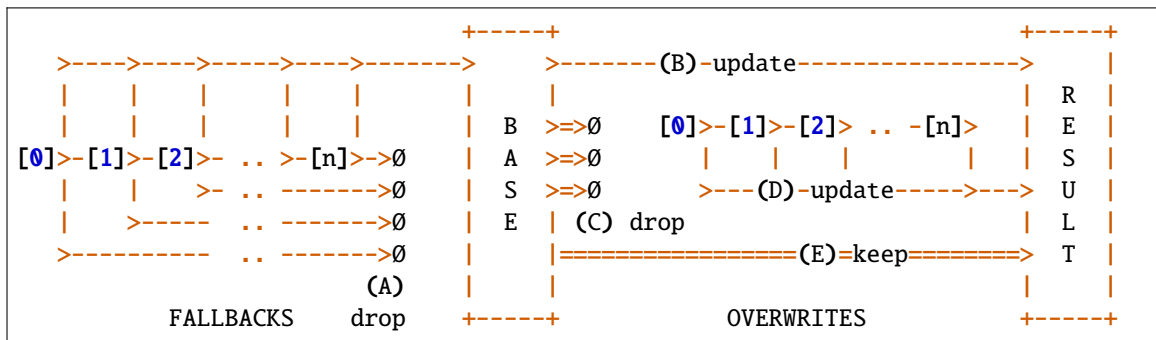 +-----+                                       +-----+
    >---->---->----->---->------->      >-------(B)-update---------------->     |
    |    |    |     |    |             |     |                                       |  R  |
    |    |    |     |    |             |  B  >=>Ø    [0]>-[1]>-[2]> .. -[n]>        |  E  |
[0]>-[1]>-[2]>- .. >-[n]>->Ø           |  A  >=>Ø       |    |    |        |        |  S  |
    |    |    >- .. ------->Ø          |  S  >=>Ø       >---(D)-update----->--->  U  |
    |    >----- .. ------->Ø           |  E  | (C) drop                              |  L  |
    >---------- .. ------->Ø           |     |=================(E)=keep========>  T  |
                         (A)           |     |                                       |     |
           FALLBACKS    drop           +-----+            OVERWRITES                 +-----+